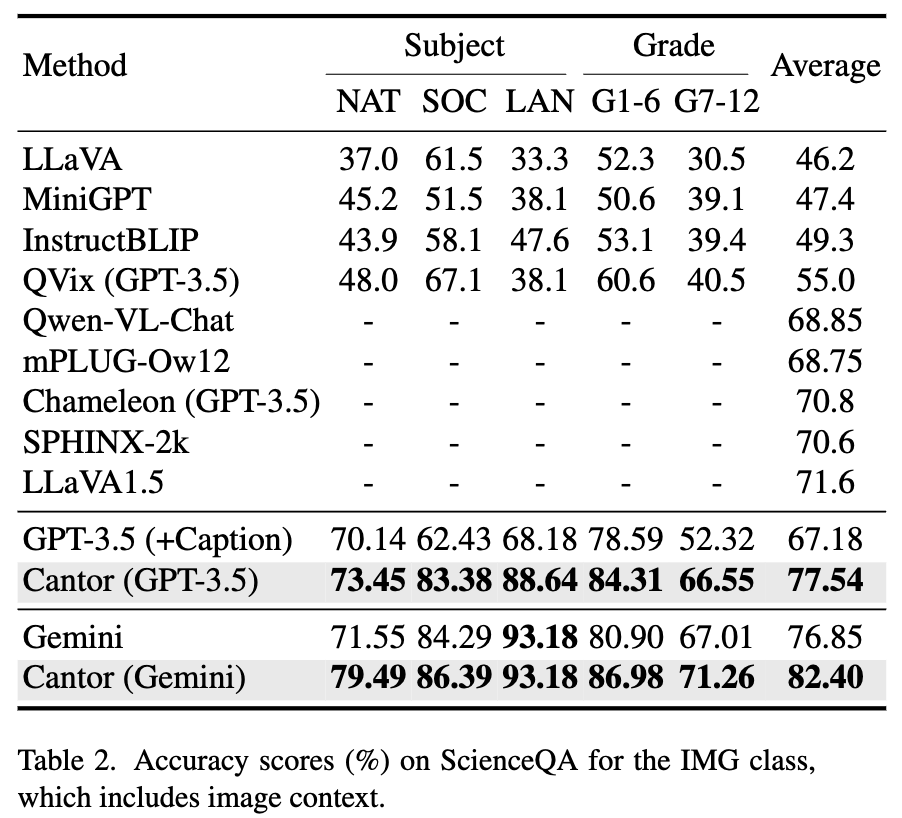 Method Subject Grade Average
NAT SOC LAN G1-6 G7-12
LLaVA 37.0 61.5 33.3 52.3 30.5 46.2
MiniGPT 45.2 51.5 38.1 50.6 39.1 47.4
InstructBLIP 43.9 58.1 47.6 53.1 39.4 49.3
QVix (GPT-3.5) 48.0 67.1 38.1 60.6 40.5 55.0
Qwen-VL-Chat - - - - - 68.85
mPLUG-Ow12 - - - - - 68.75
Chameleon (GPT-3.5) - - - - - 70.8
SPHINX-2k - - - - - 70.6
LLaVA1.5 - - - - - 71.6
GPT-3.5 (+Caption) 70.14 62.43 68.18 78.59 52.32 67.18
Cantor (GPT-3.5) 73.45 83.38 88.64 84.31 66.55 77.54
Gemini 71.55 84.29 93.18 80.90 67.01 76.85
Cantor (Gemini) 79.49 86.39 93.18 86.98 71.26 82.40
Table 2. Accuracy scores (%) on ScienceQA for the IMG class,
which includes image context.